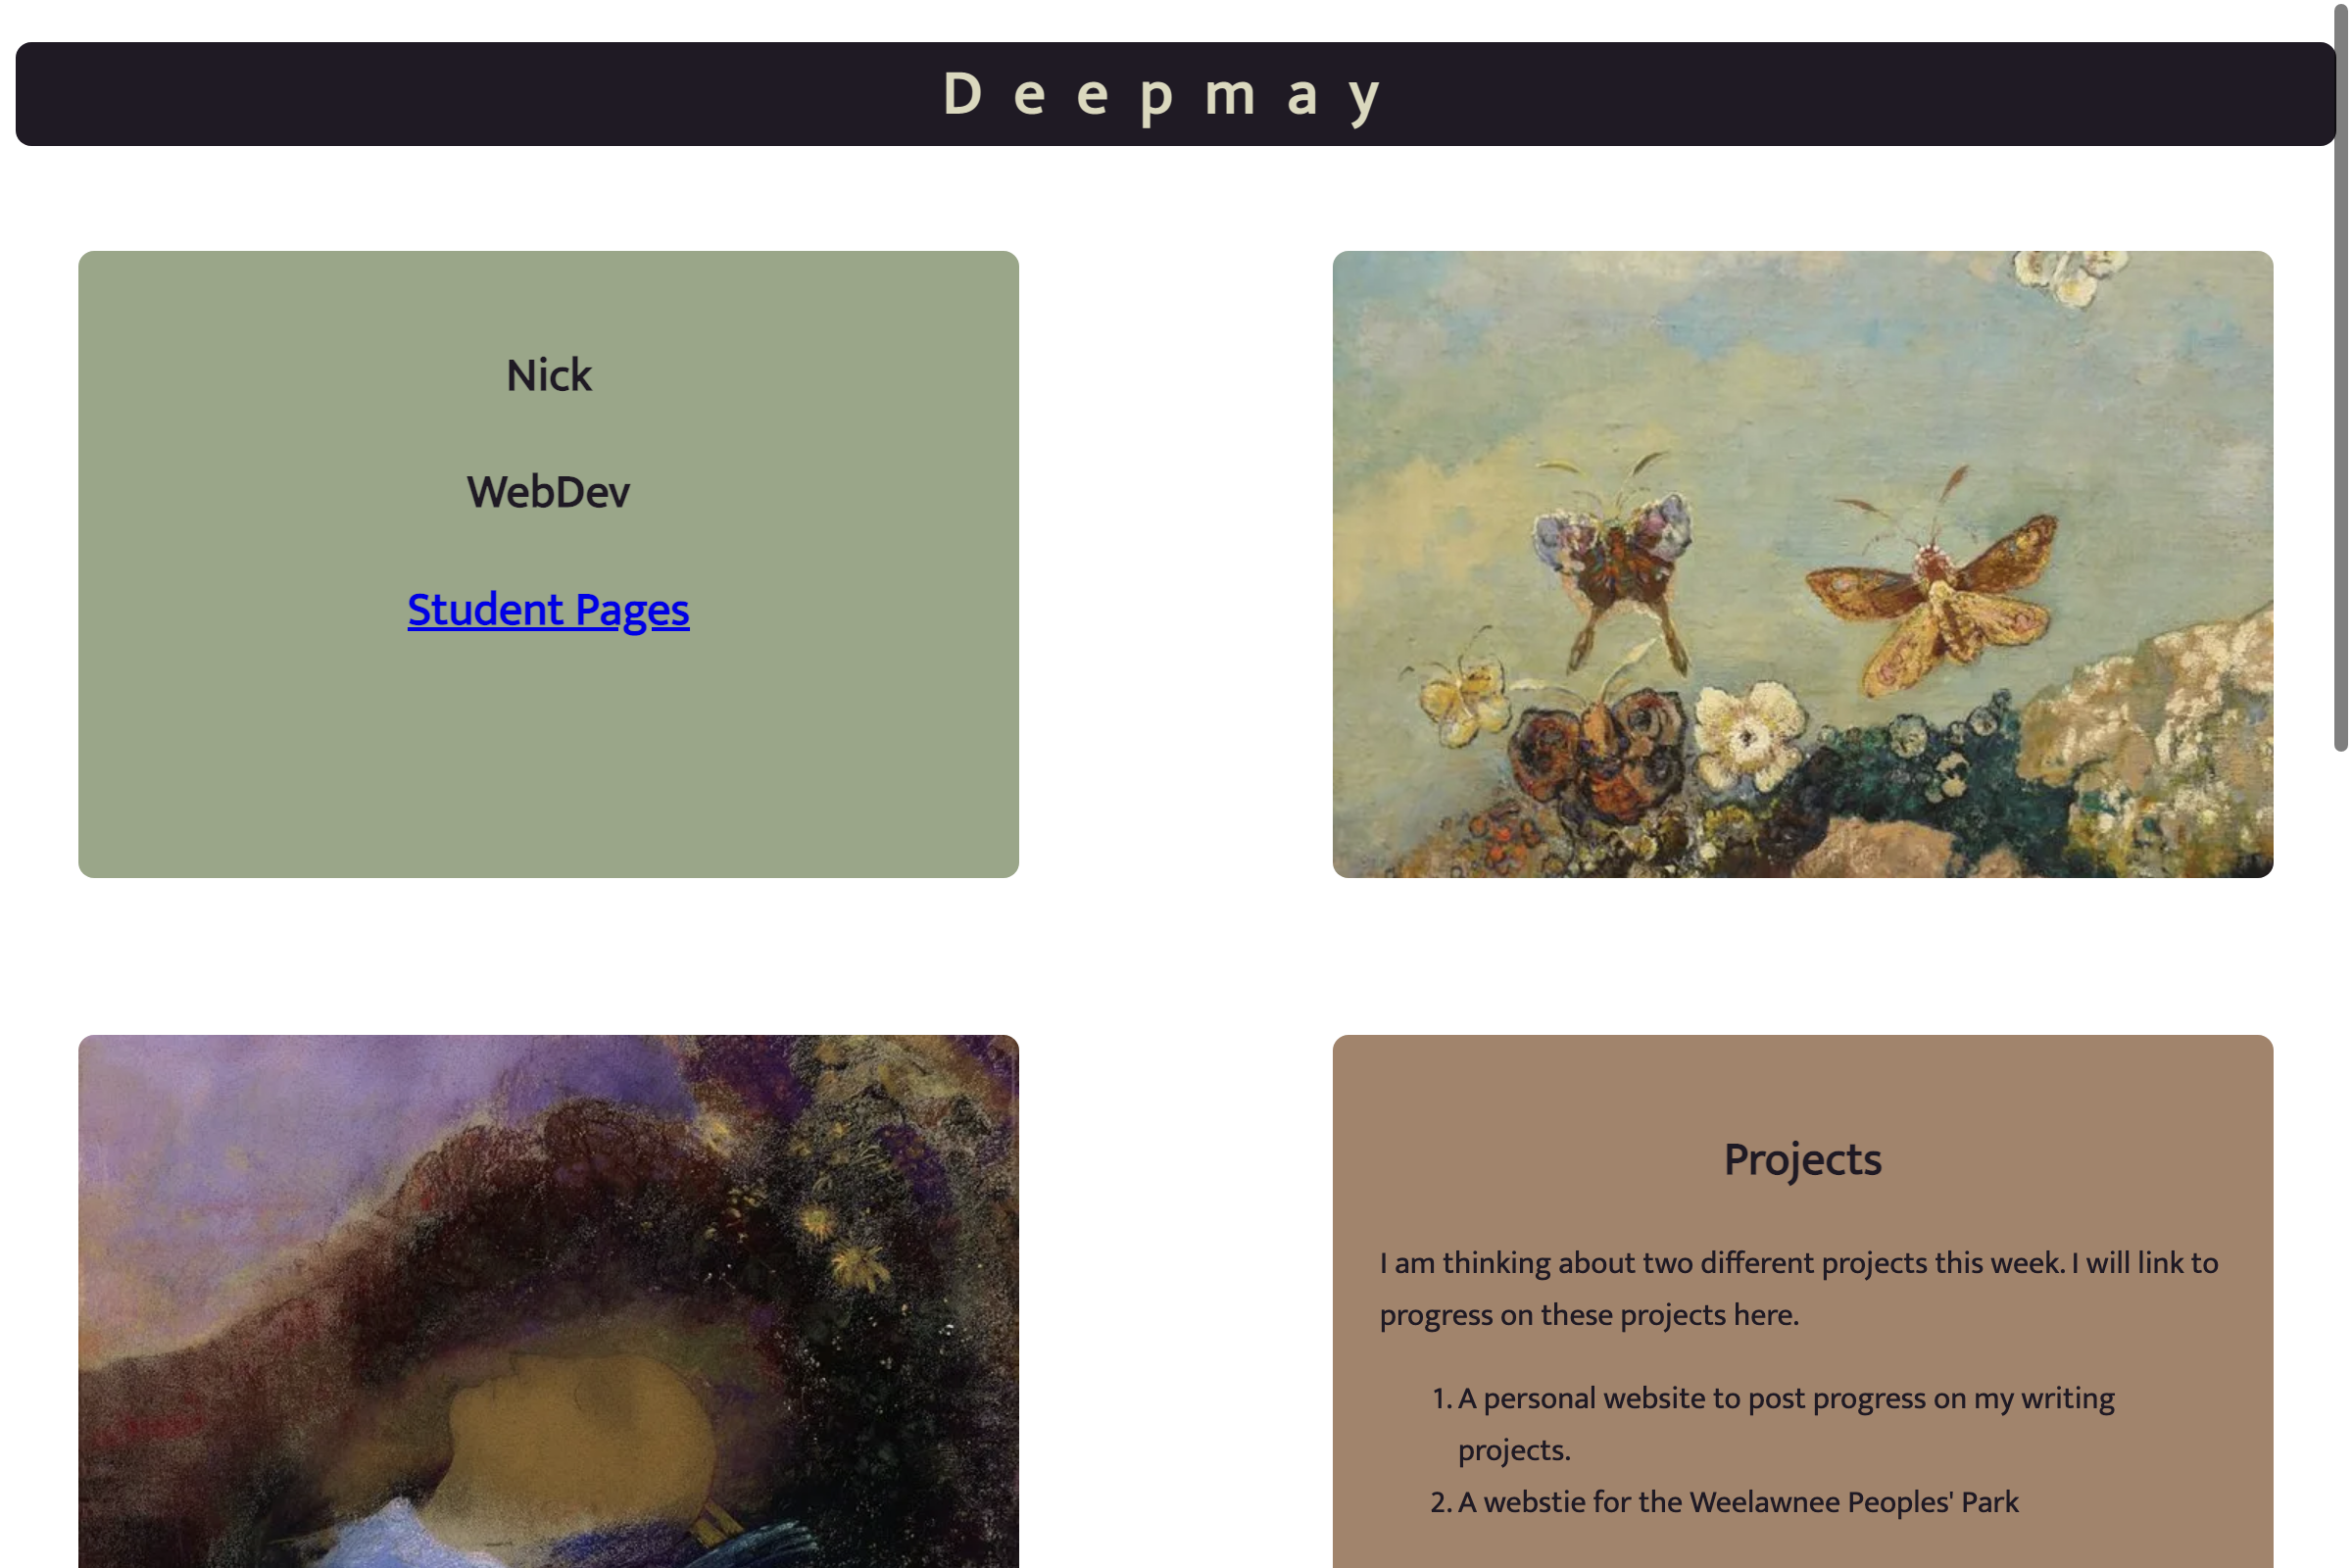 Deepmay
Nick
WebDev
Student Pages
Projects
I am thinking about two different projects this week. I will link to
progress on these projects here.
1. A personal website to post progress on my writing
projects.
2. A webstie for the Weelawnee Peoples' Park